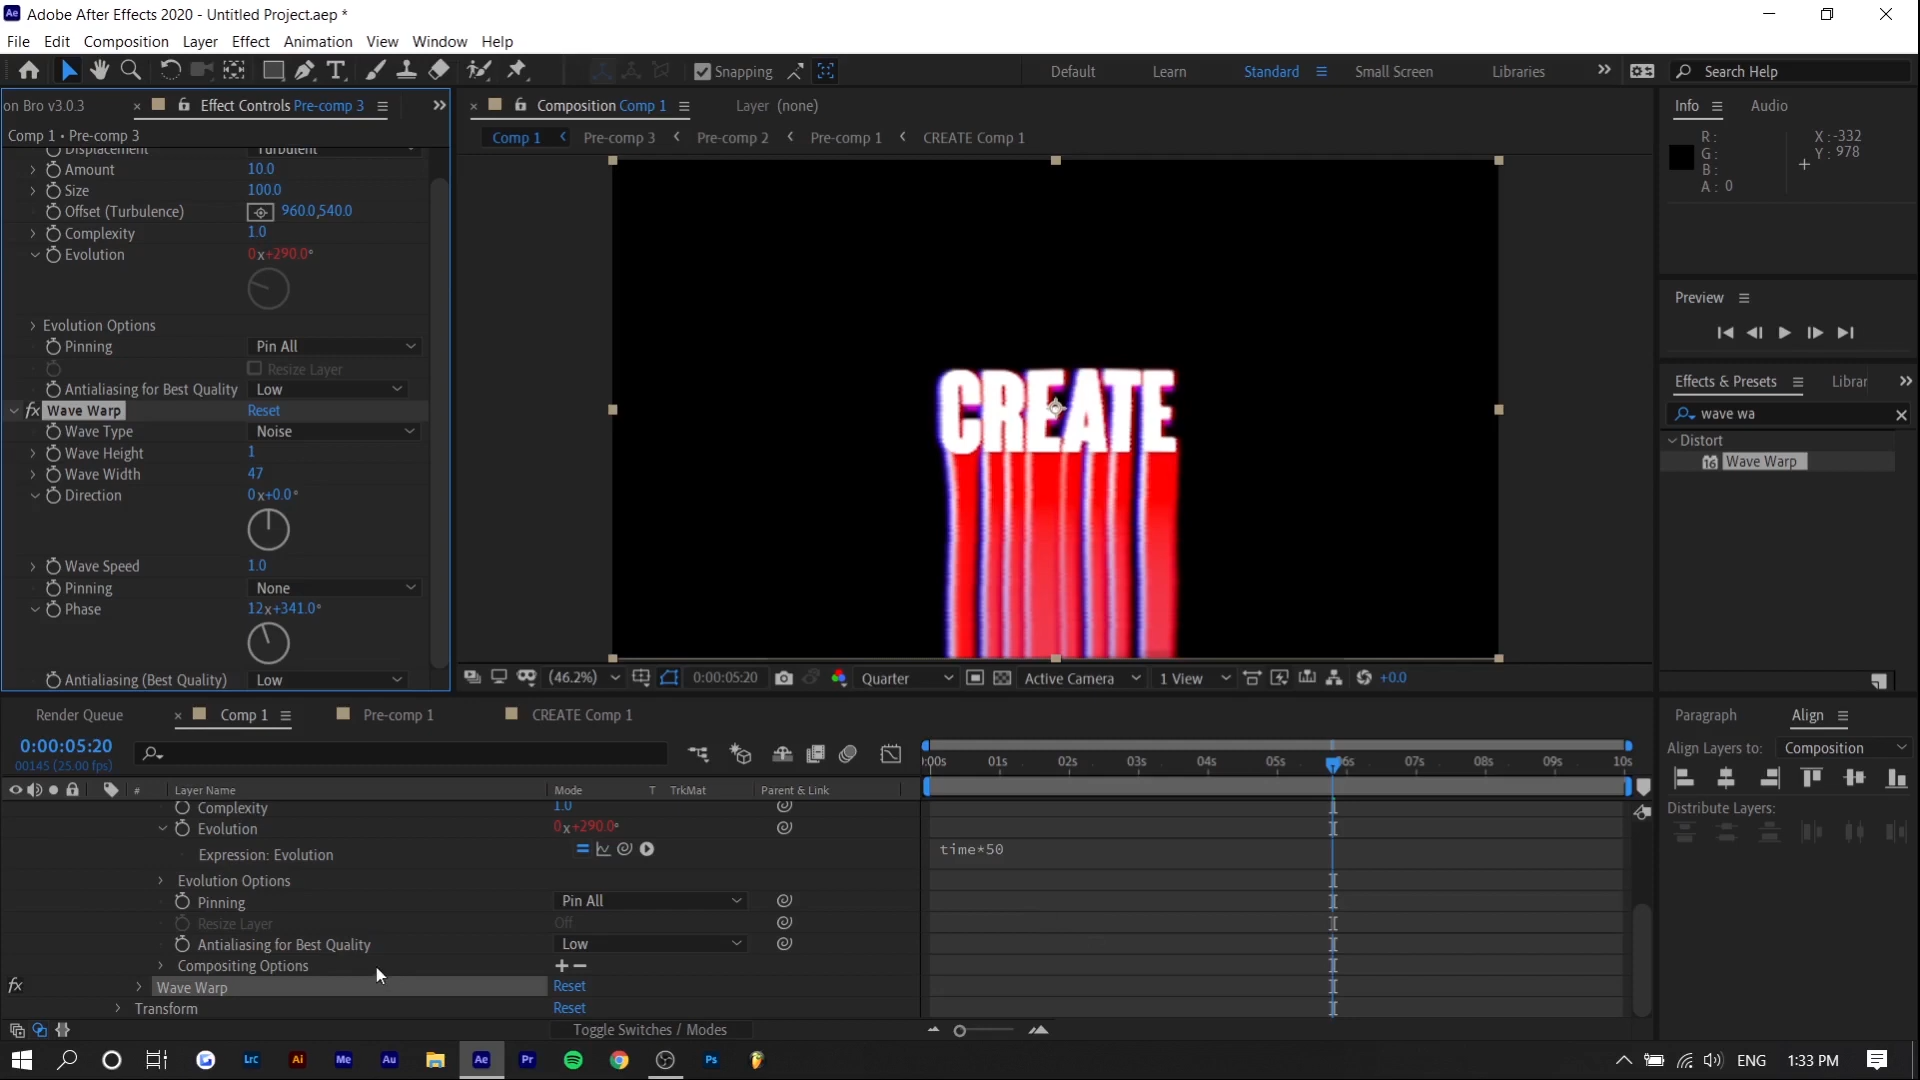 Adobe After Effects 2020 - Untitled Project.aep *
File Edit Composition Layer Effect Animation View Window Help
Snapping
Default Learn Standard Small Screen Libraries
Search Help
on Bro v3.0.3
Effect Controls Pre-comp 3
Composition Comp 1
Layer (none)
Info Audio
Comp 1 • Pre-comp 3
Comp 1 Pre-comp 3 Pre-comp 2 Pre-comp 1 CREATE Comp 1
R:
G:
B:
A: 0
X: -332
Y: 978
Displacement Turbulent
Amount 10.0
Size 100.0
Offset (Turbulence) 960.0,540.0
Complexity 1.0
Evolution 0x+290.0°
Evolution Options
Pinning Pin All
Resize Layer
Antialiasing for Best Quality Low
fx Wave Warp Reset
Wave Type Noise
Wave Height 1
Wave Width 47
Direction 0x+0.0°
Wave Speed 1.0
Pinning None
Phase 12x+341.0°
Antialiasing (Best Quality) Low
CREATE
(46.2%) 0:00:05:20 Quarter Active Camera 1 View +0.0
Preview
Effects & Presets Librar
wave wa
Distort
16 Wave Warp
Render Queue Comp 1 Pre-comp 1 CREATE Comp 1
0:00:05:20
00145 (25.00 fps)
# Layer Name Mode T TrkMat Parent & Link
):00s 01s 02s 03s 04s 05s 06s 07s 08s 09s 10s
Complexity 1.0
Evolution 0x+290.0°
Expression: Evolution time*50
Evolution Options
Pinning Pin All
Resize Layer Off
Antialiasing for Best Quality Low
Compositing Options
fx Wave Warp Reset
Transform Reset
Toggle Switches / Modes
Paragraph Align
Align Layers to: Composition
Distribute Layers:
Lrc Ai Me Au Ae Pr Ps
ENG 1:33 PM